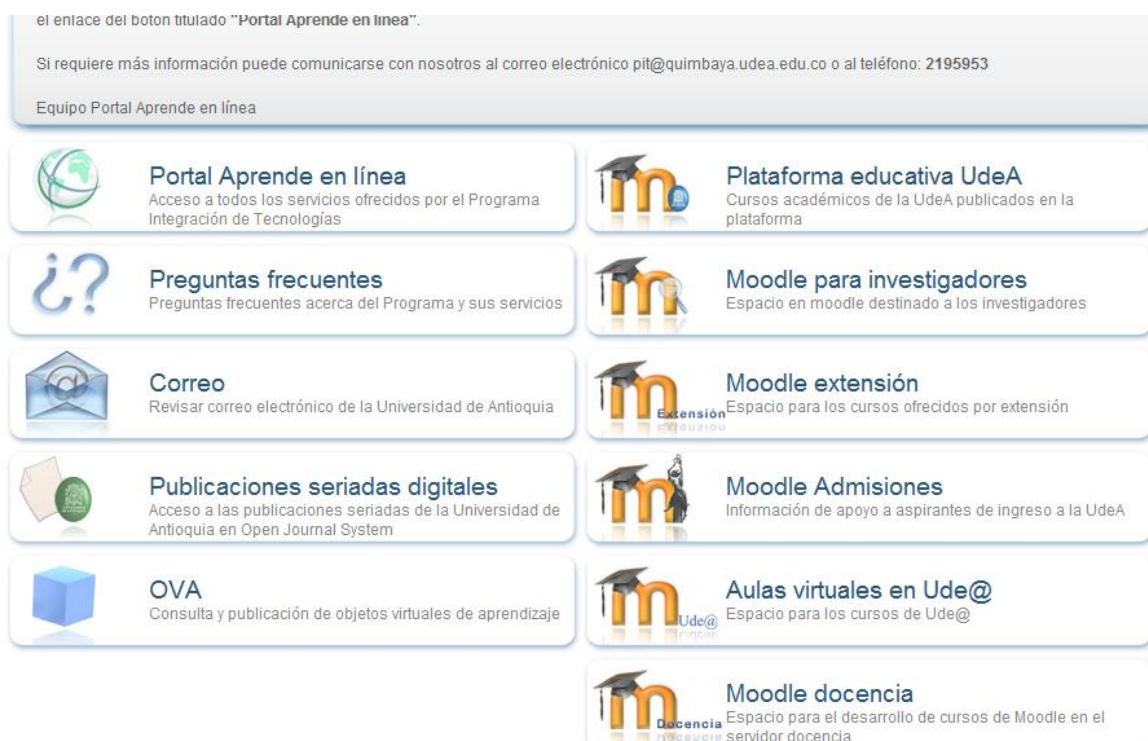 el enlace del botón titulado "Portal Aprende en línea".
Si requiere más información puede comunicarse con nosotros al correo electrónico pit@quimbaya.udea.edu.co o al teléfono: 2195953
Equipo Portal Aprende en línea
Portal Aprende en línea
Acceso a todos los servicios ofrecidos por el Programa
Integración de Tecnologías
Preguntas frecuentes
Preguntas frecuentes acerca del Programa y sus servicios
Correo
Revisar correo electrónico de la Universidad de Antioquia
Publicaciones seriadas digitales
Acceso a las publicaciones seriadas de la Universidad de
Antioquia en Open Journal System
OVA
Consulta y publicación de objetos virtuales de aprendizaje
Plataforma educativa UdeA
Cursos académicos de la UdeA publicados en la
plataforma
Moodle para investigadores
Espacio en moodle destinado a los investigadores
Extensión
Moodle extensión
Espacio para los cursos ofrecidos por extensión
Moodle Admisiones
Información de apoyo a aspirantes de ingreso a la UdeA
Ude@
Aulas virtuales en Ude@
Espacio para los cursos de Ude@
Docencia
Moodle docencia
Espacio para el desarrollo de cursos de Moodle en el
servidor docencia